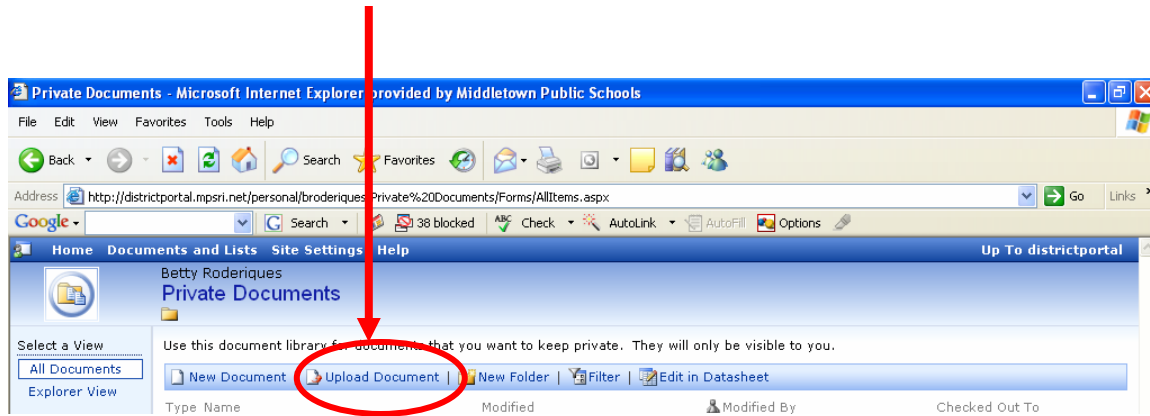 Private Documents - Microsoft Internet Explorer provided by Middletown Public Schools
File Edit View Favorites Tools Help
Back Search Favorites
Address http://districtportal.mpsri.net/personal/broderiques/Private%20Documents/Forms/AllItems.aspx Go Links
Google Search 38 blocked ABC Check AutoLink AutoFill Options
Home Documents and Lists Site Settings Help Up To districtportal
Betty Roderiques
Private Documents
Select a View
Use this document library for documents that you want to keep private. They will only be visible to you.
All Documents
New Document | Upload Document | New Folder | Filter | Edit in Datasheet
Explorer View
Type Name Modified Modified By Checked Out To